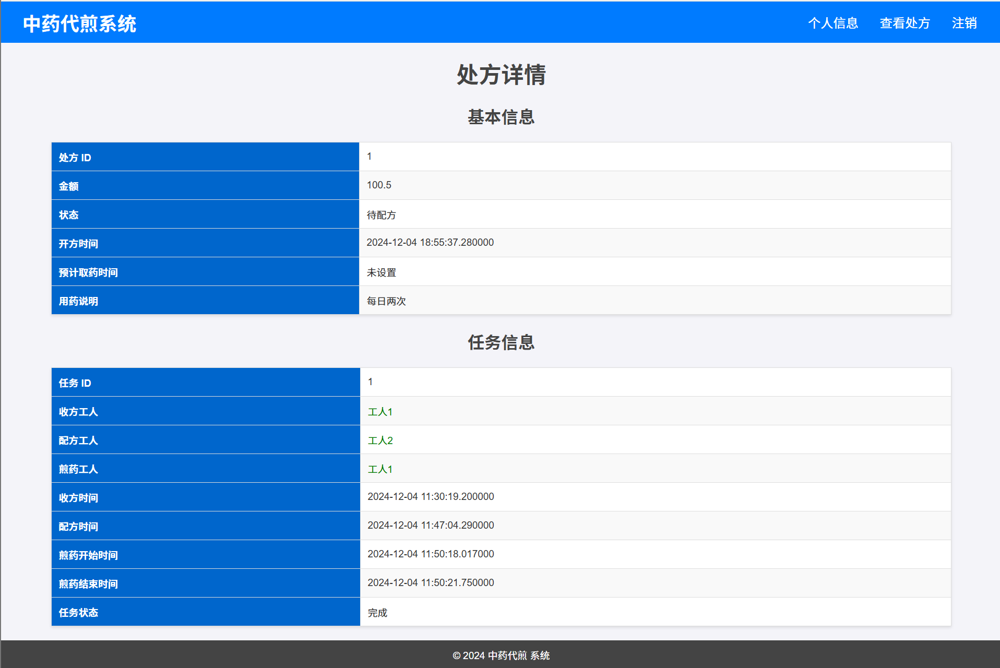 中药代煎系统
个人信息 查看处方 注销
处方详情
基本信息
处方 ID 1
金额 100.5
状态 待配方
开方时间 2024-12-04 18:55:37.280000
预计取药时间 未设置
用药说明 每日两次
任务信息
任务 ID 1
收方工人 工人1
配方工人 工人2
煎药工人 工人1
收方时间 2024-12-04 11:30:19.200000
配方时间 2024-12-04 11:47:04.290000
煎药开始时间 2024-12-04 11:50:18.017000
煎药结束时间 2024-12-04 11:50:21.750000
任务状态 完成
© 2024 中药代煎 系统